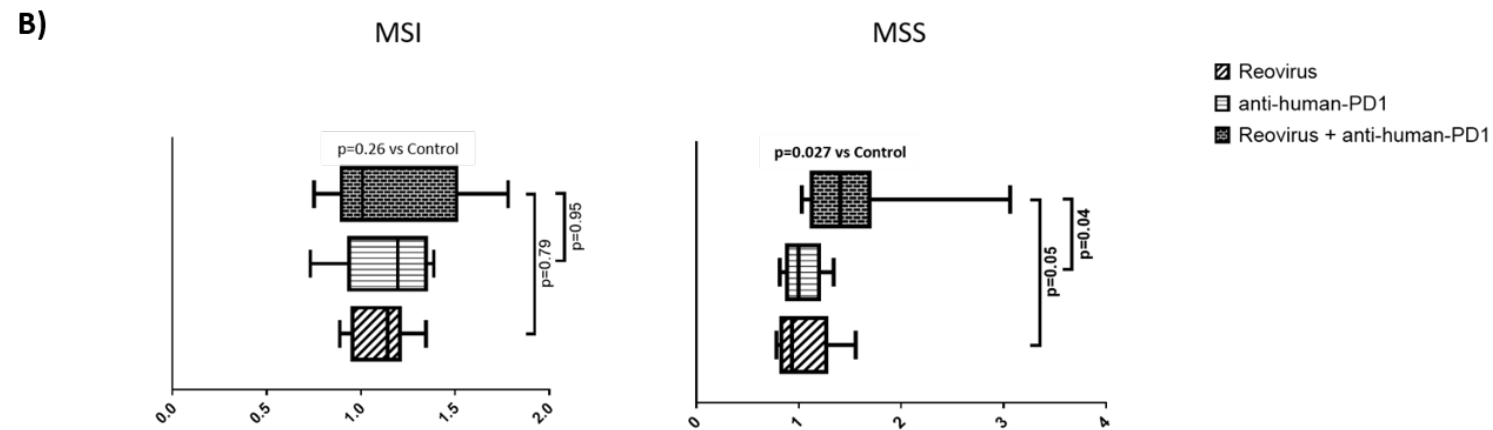 B)
MSI
MSS
Reovirus
anti-human-PD1
Reovirus + anti-human-PD1
p=0.26 vs Control
p=0.79
p=0.95
0.0
0.5
1.0
1.5
2.0
p=0.027 vs Control
p=0.05
p=0.04
0
1
2
3
4